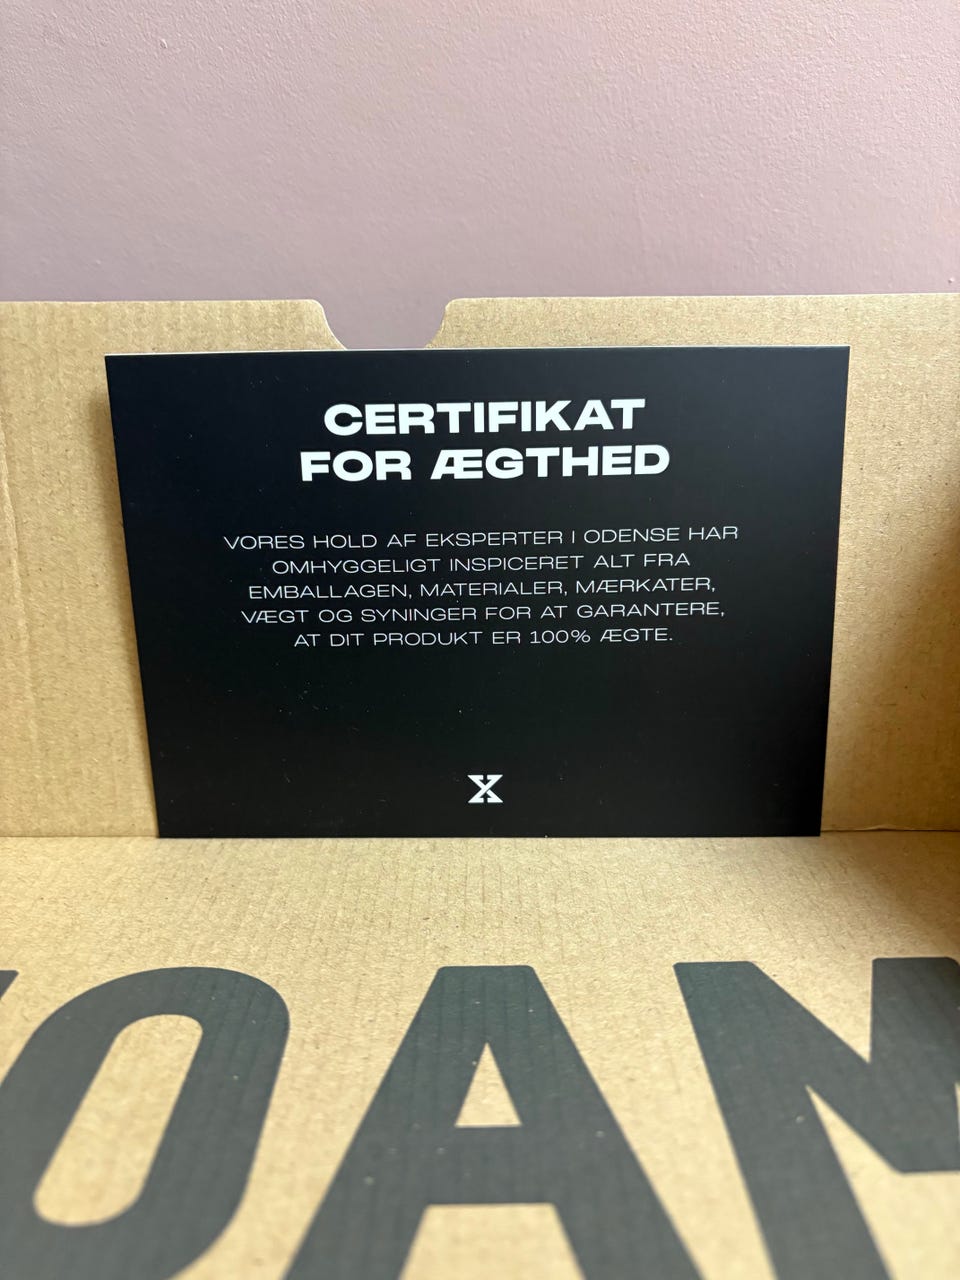 CERTIFIKAT
FOR ÆGTHED
VORES HOLD AF EKSPERTER I ODENSE HAR
OMHYGGELIGT INSPICERET ALT FRA
EMBALLAGEN, MATERIALER, MÆRKATER,
VÆGT OG SYNINGER FOR AT GARANTERE,
AT DIT PRODUKT ER 100% ÆGTE.
X